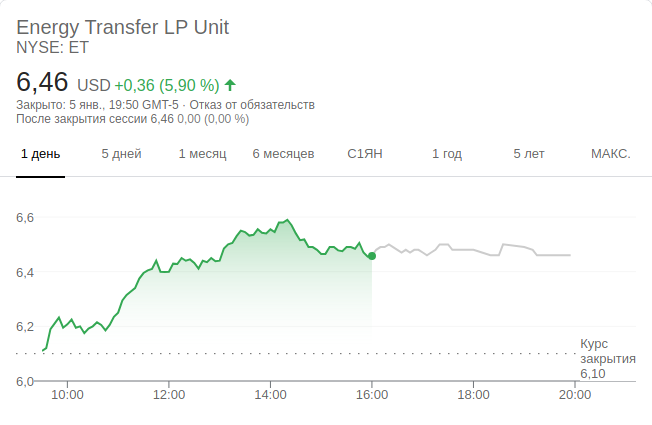 Energy Transfer LP Unit
NYSE: ET
6,46 USD +0,36 (5,90 %)
Закрыто: 5 янв., 19:50 GMT-5 · Отказ от обязательств
После закрытия сессии 6,46 0,00 (0,00 %)
1 день 5 дней 1 месяц 6 месяцев С1ЯН 1 год 5 лет МАКС.
6,6
6,4
6,2
Курс
закрытия
6,10
6,0
10:00 12:00 14:00 16:00 18:00 20:00